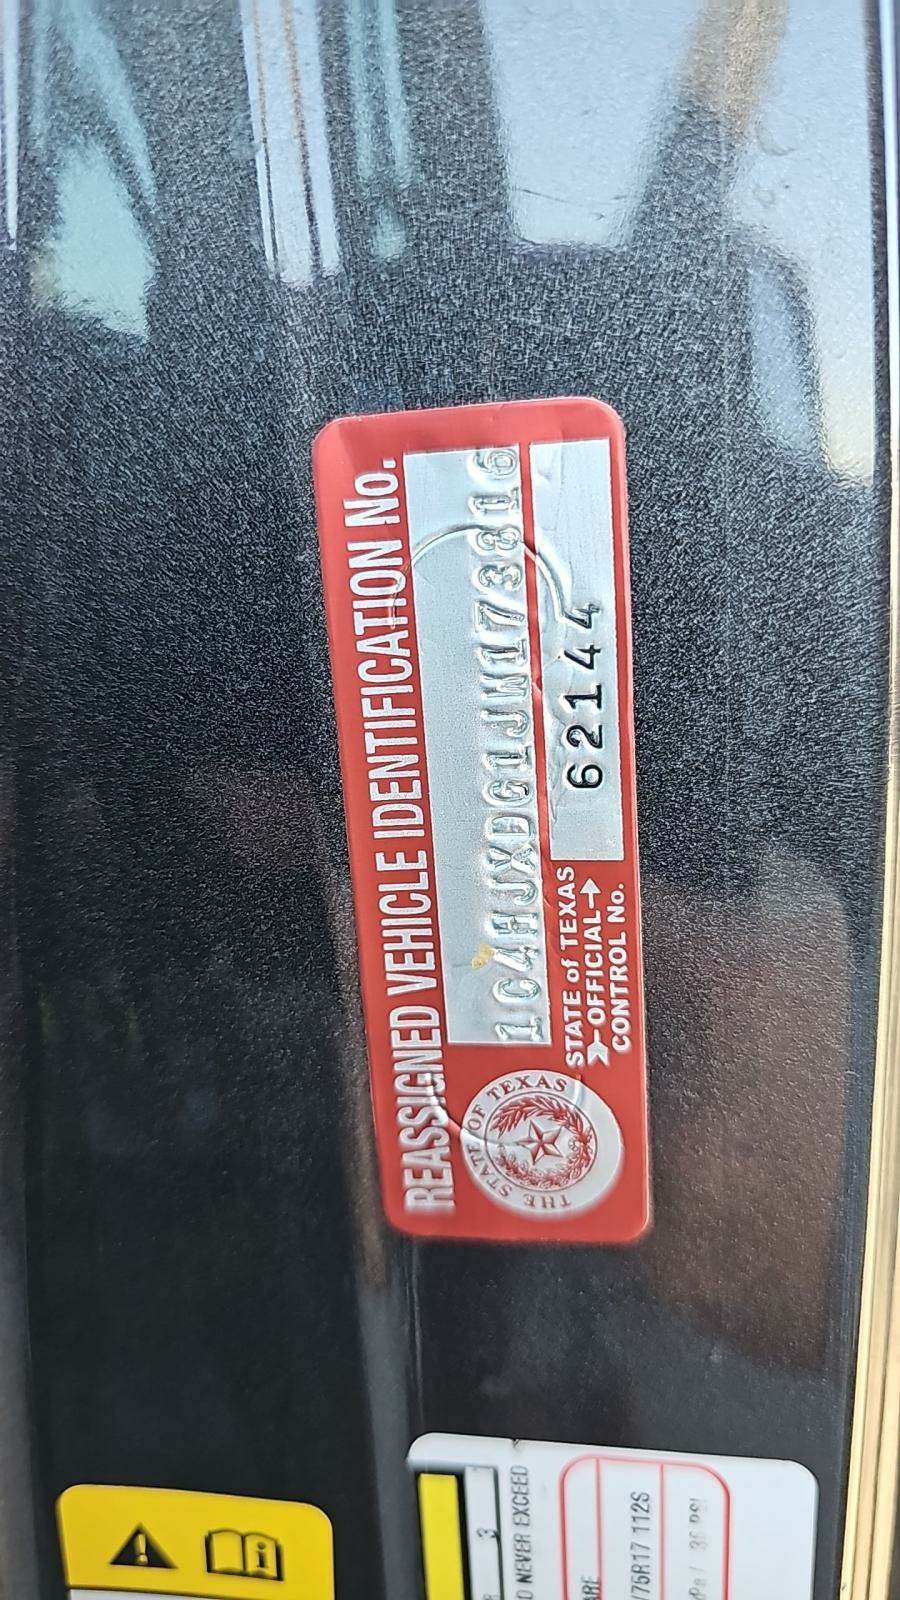 REASSIGNED VEHICLE IDENTIFICATION No.
1C4HJXDG1JW173816
62144
STATE of TEXAS
OFFICIAL
CONTROL No.
THE STATE OF TEXAS
3
D NEVER EXCEED
/75R17 112S